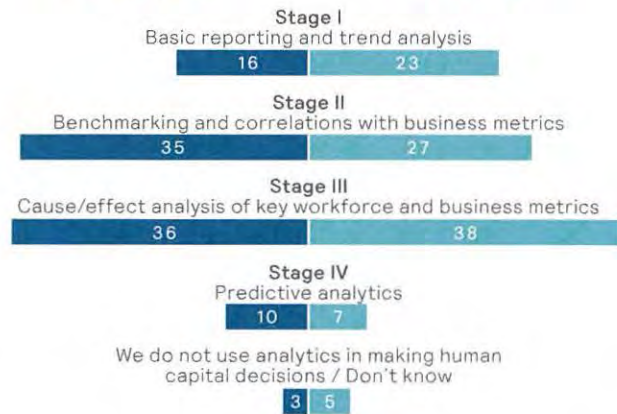 Stage I
Basic reporting and trend analysis
16 23
Stage II
Benchmarking and correlations with business metrics
35 27
Stage III
Cause/effect analysis of key workforce and business metrics
36 38
Stage IV
Predictive analytics
10 7
We do not use analytics in making human
capital decisions / Don't know
3 5